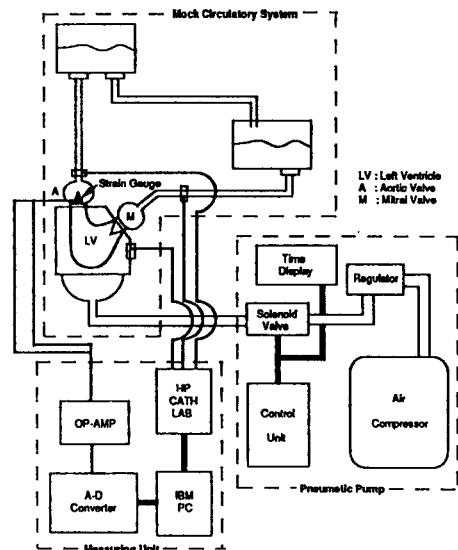 Mock Circulatory System
Strain Gauge
A
A
LV
M
LV : Left Ventricle
A : Aortic Valve
M : Mitral Valve
Time
Display
Regulator
Solenoid
Valve
Control
Unit
Air
Compressor
Pneumatic Pump
HP
CATH
LAB
OP-AMP
A-D
Converter
IBM
PC
Measuring Unit